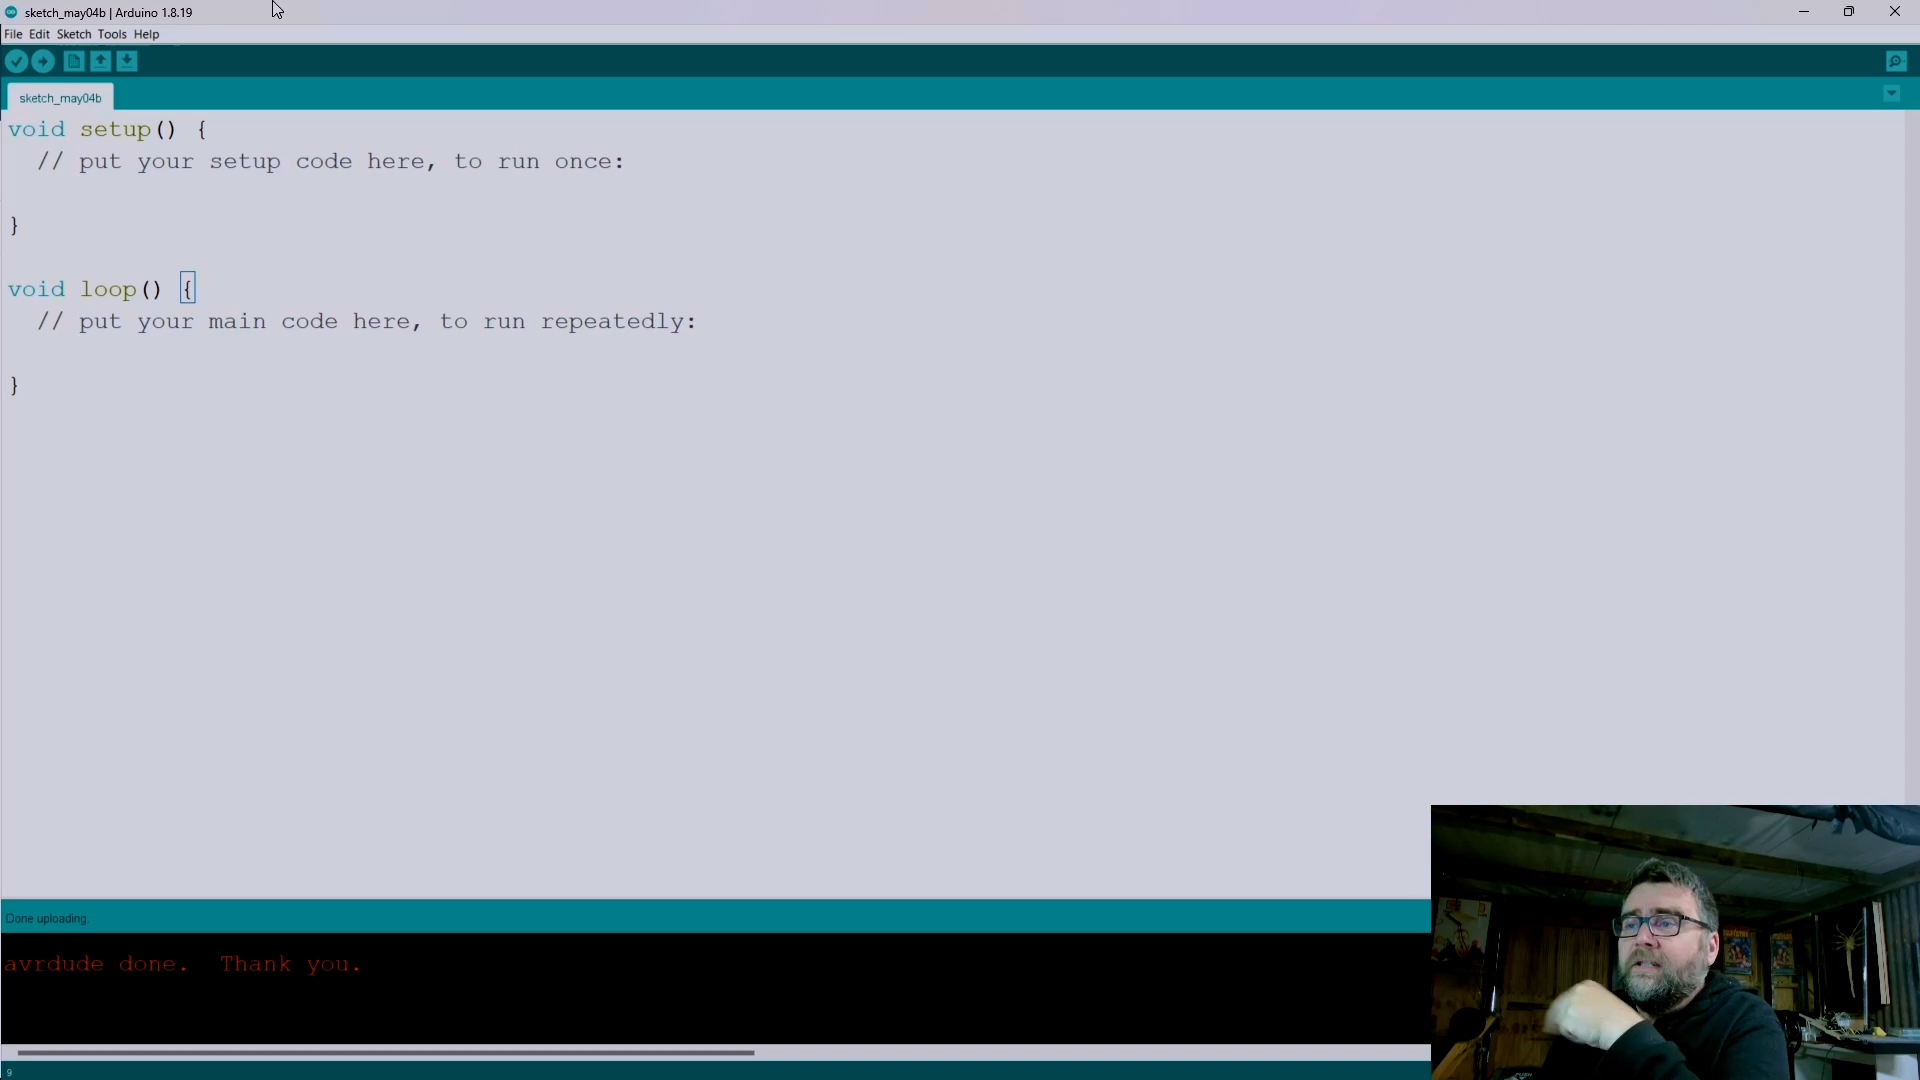 sketch_may04b | Arduino 1.8.19
File Edit Sketch Tools Help
sketch_may04b
void setup() {
  // put your setup code here, to run once:
}
void loop() {
  // put your main code here, to run repeatedly:
}
Done uploading.
avrdude done.  Thank you.
9